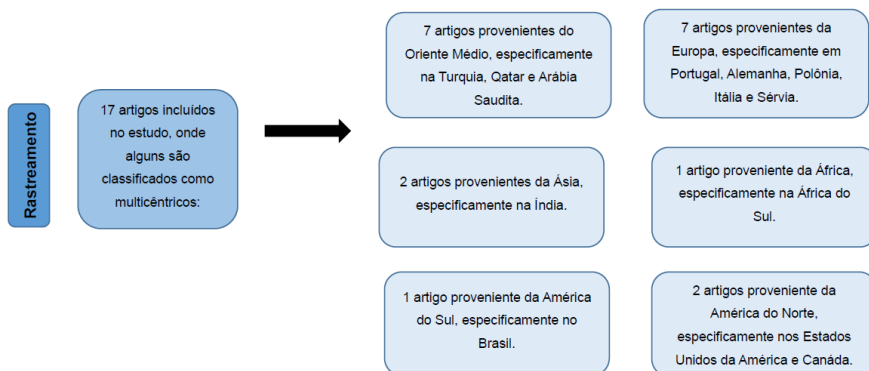 Rastreamento
17 artigos incluídos
no estudo, onde
alguns são
classificados como
multicêntricos:
7 artigos provenientes do
Oriente Médio, especificamente
na Turquia, Qatar e Arábia
Saudita.
7 artigos provenientes da
Europa, especificamente em
Portugal, Alemanha, Polônia,
Itália e Sérvia.
2 artigos provenientes da Ásia,
especificamente na Índia.
1 artigo proveniente da África,
especificamente na África do
Sul.
1 artigo proveniente da América
do Sul, especificamente no
Brasil.
2 artigos proveniente da
América do Norte,
especificamente nos Estados
Unidos da América e Canáda.